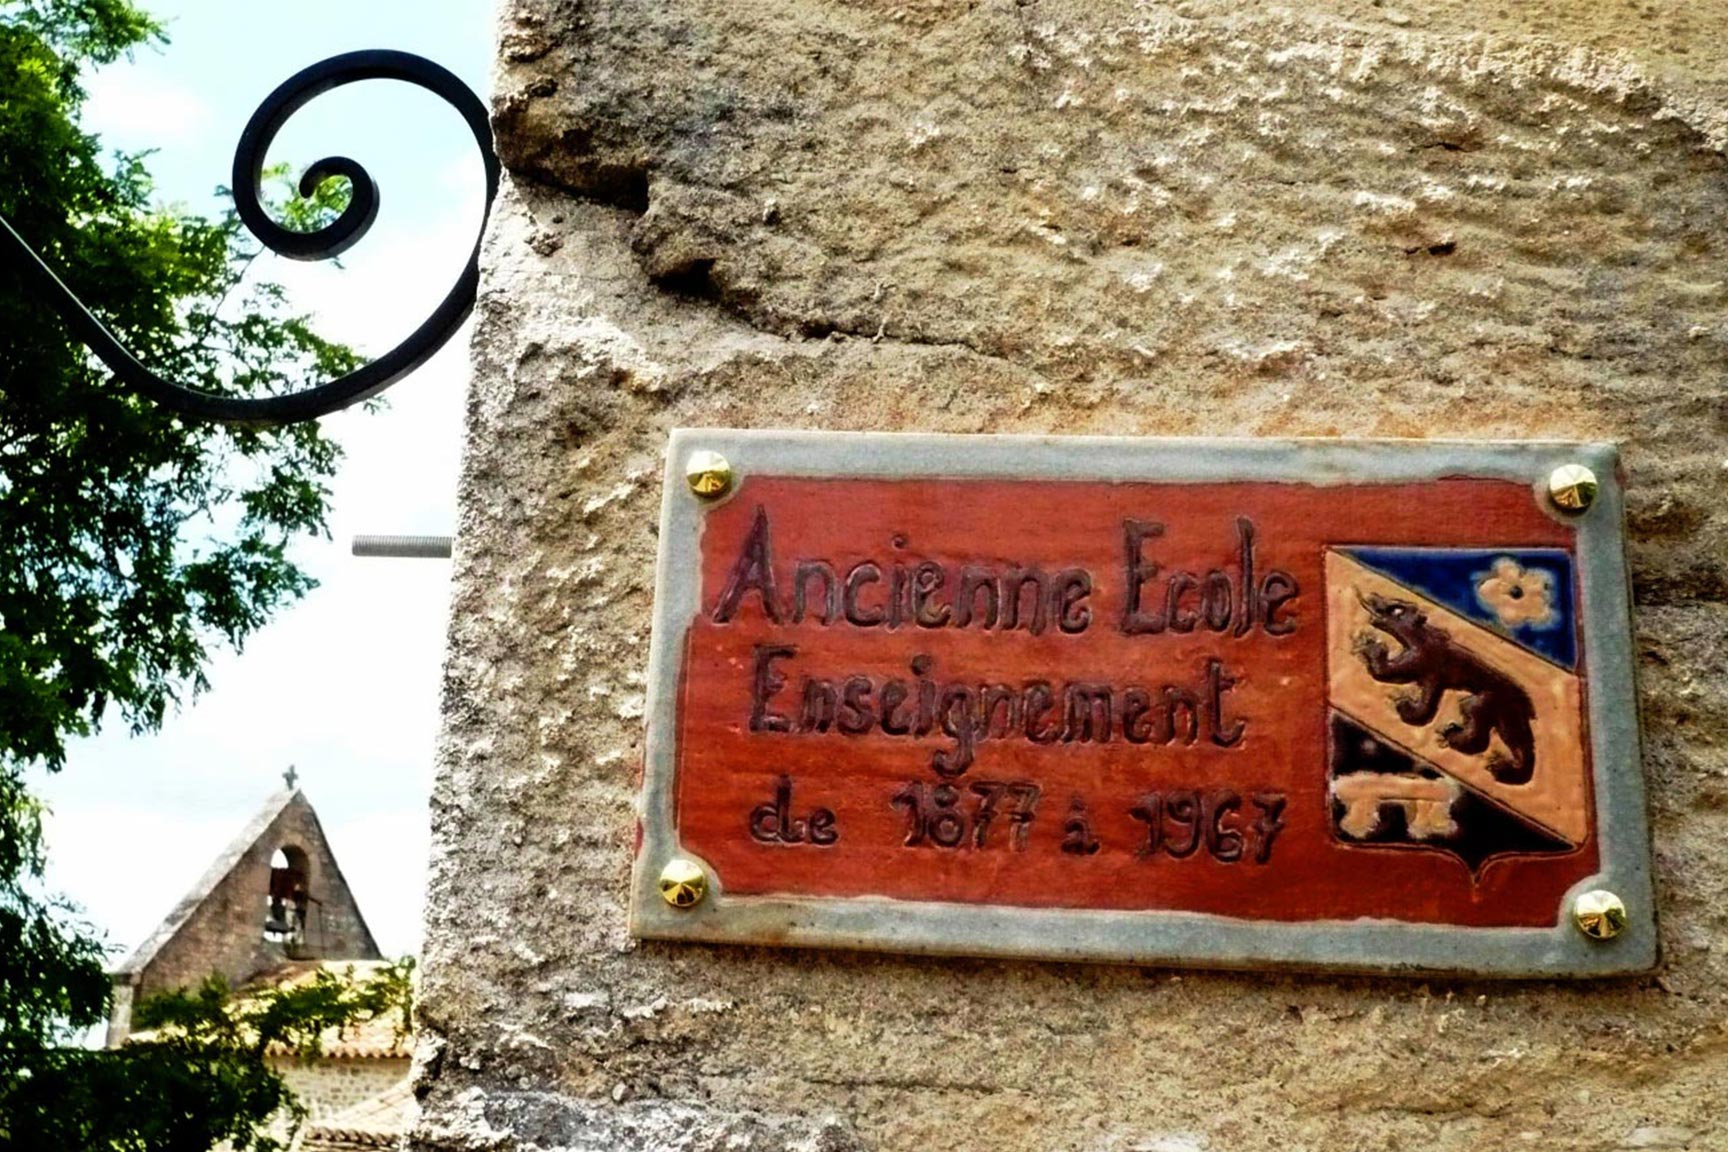 Ancienne Ecole
Enseignement
de 1877 à 1967